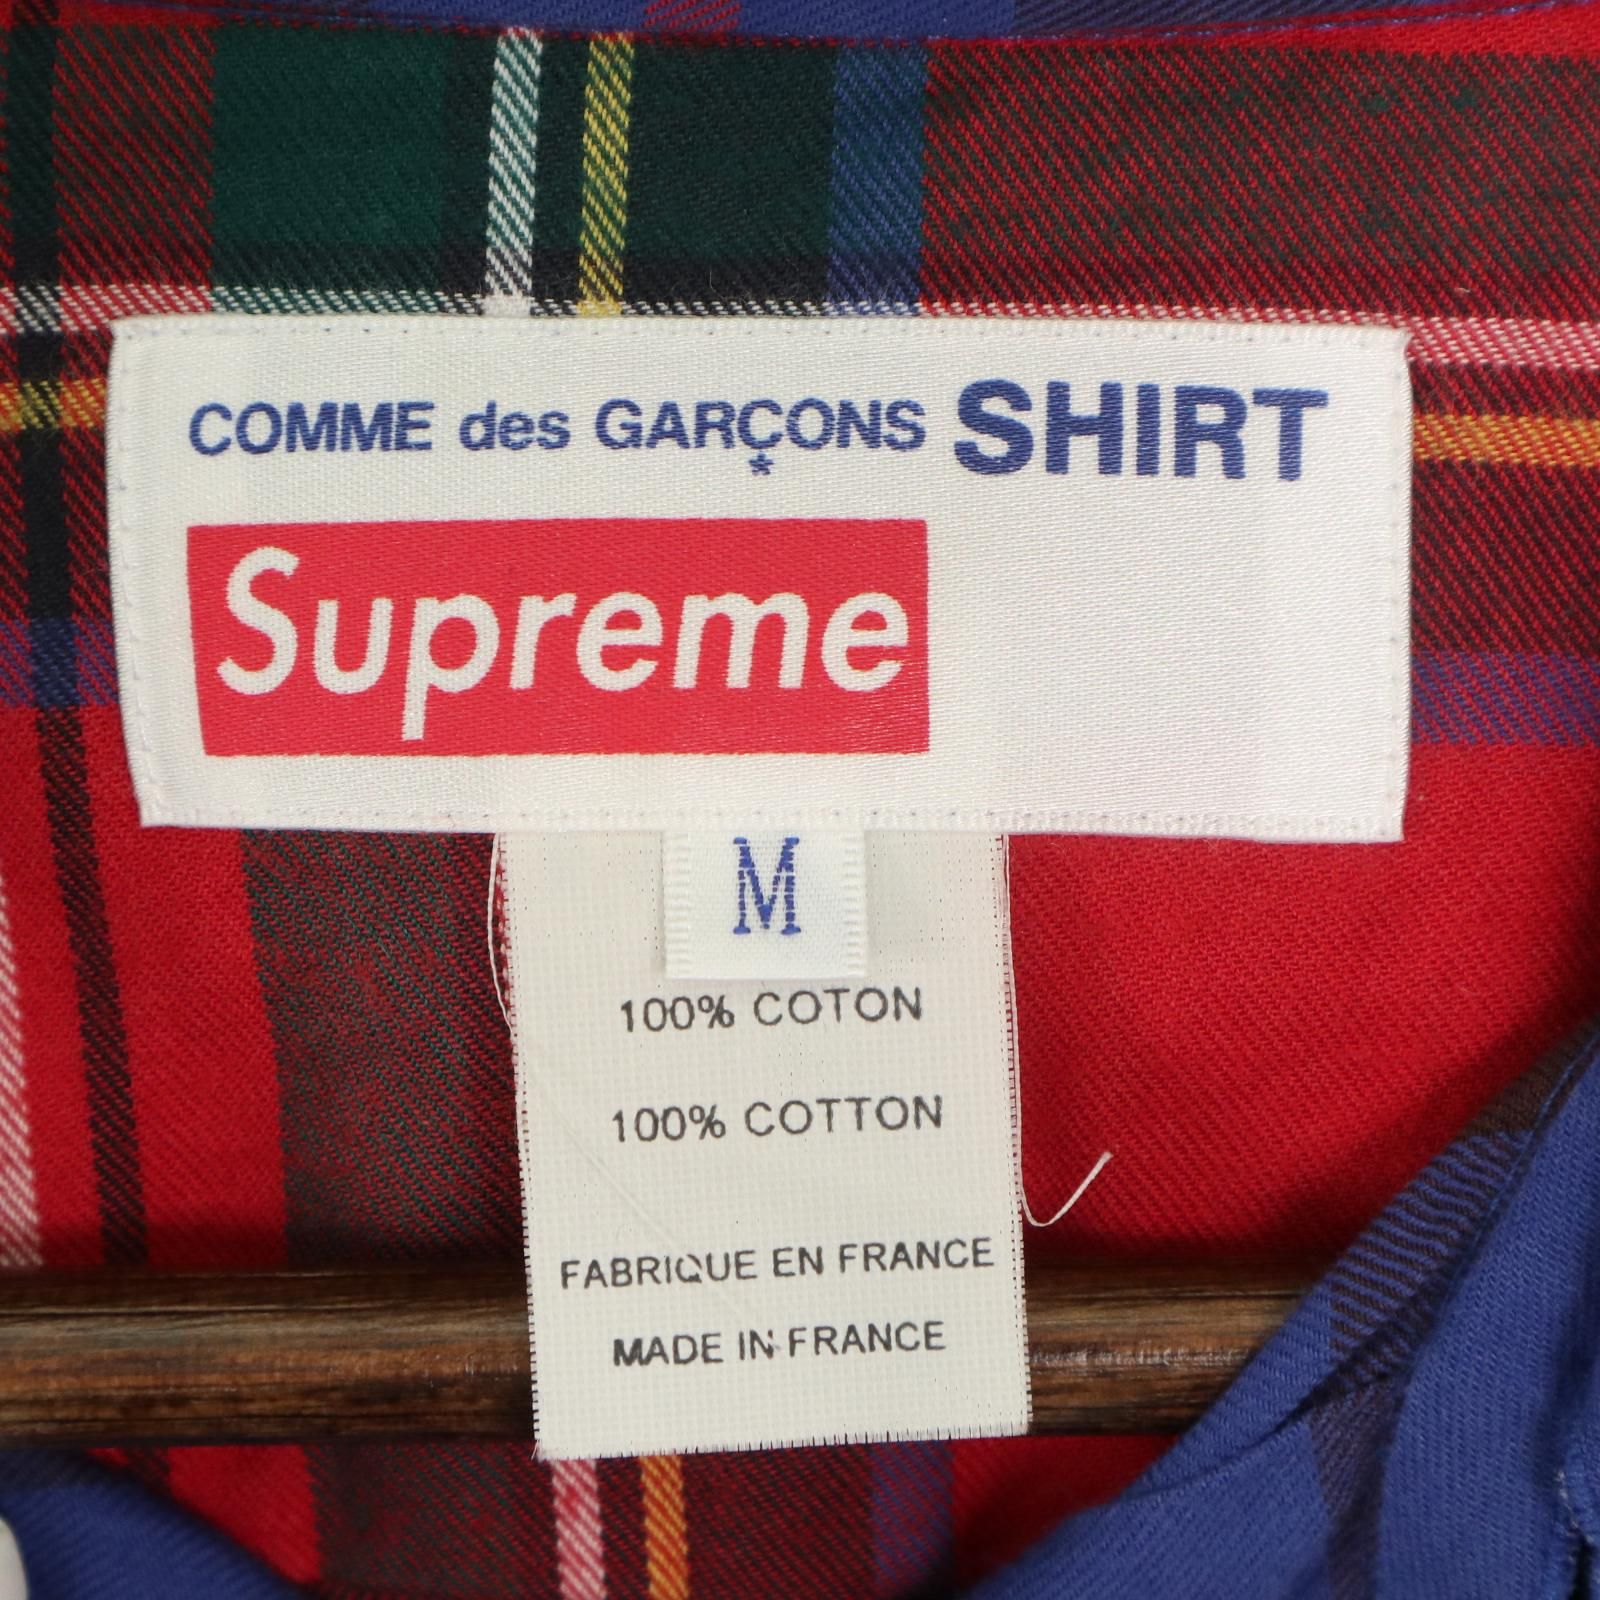 COMME des GARÇONS SHIRT
*
Supreme
M
100% COTON
100% COTTON
FABRIQUE EN FRANCE
MADE IN FRANCE